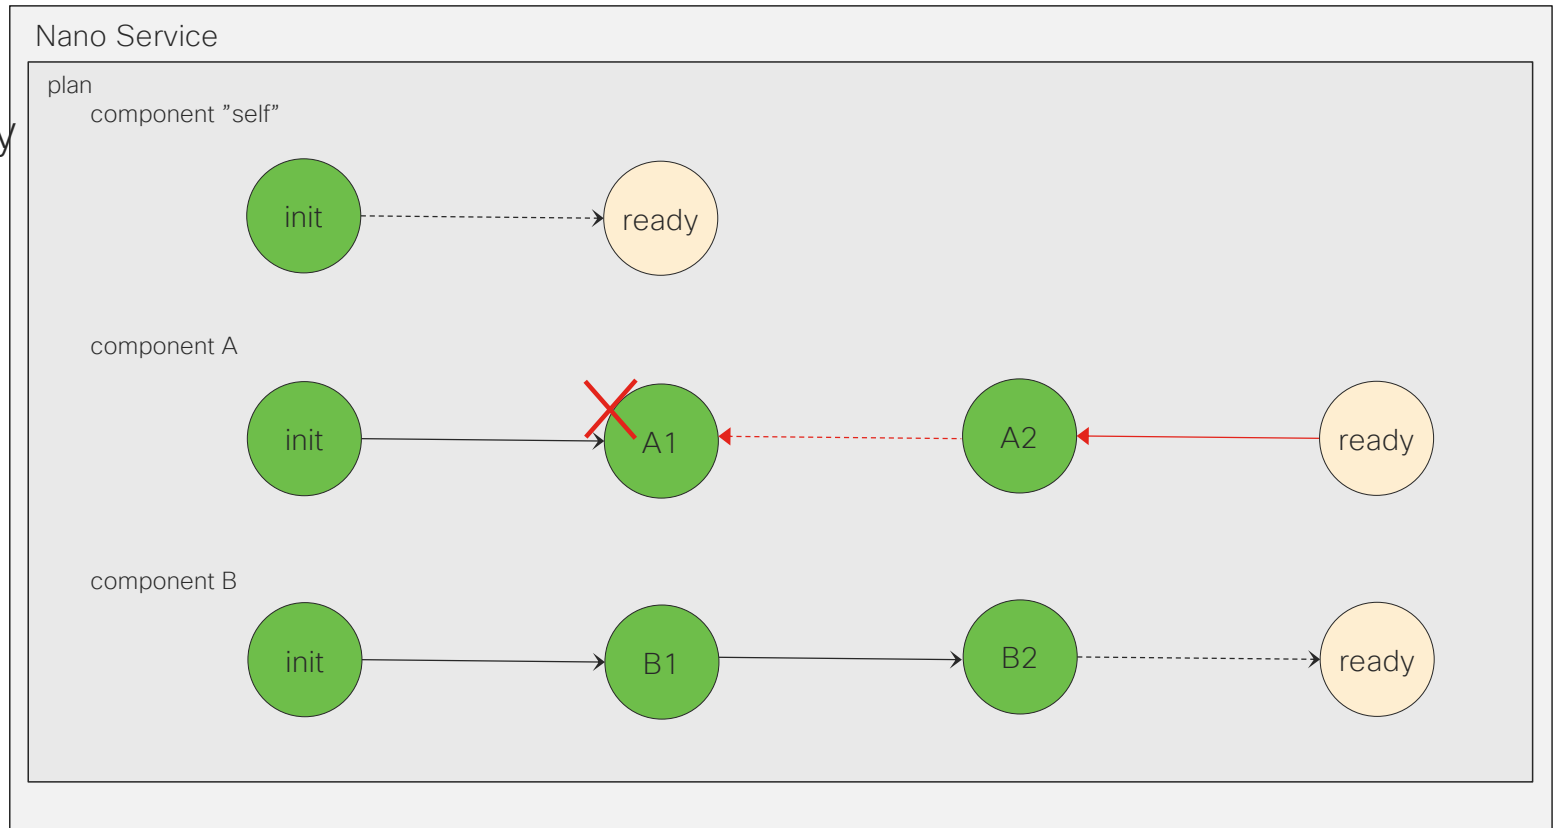 Nano Service
plan
component ”self”
y
init
ready
component A
init
A1
A2
ready
component B
init
B1
B2
ready